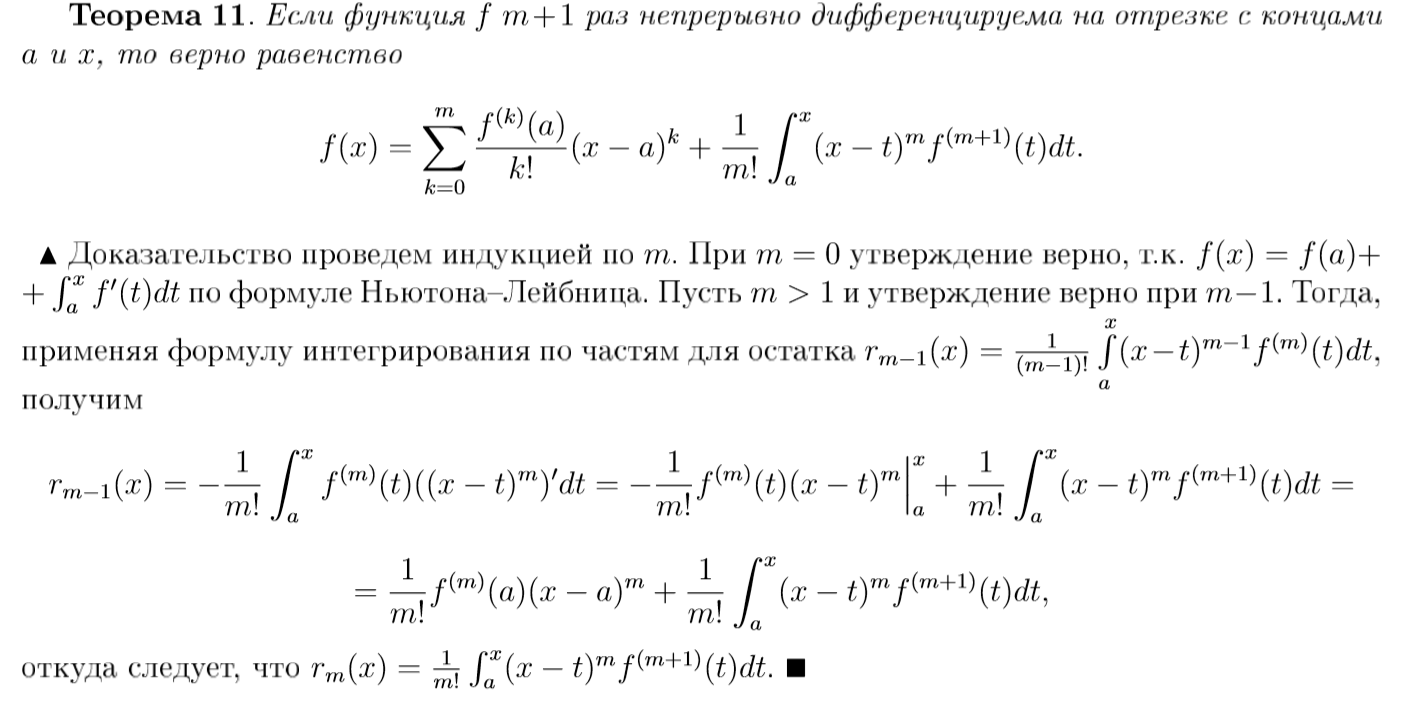 Теорема 11. Если функция f m+1 раз непрерывно дифференцируема на отрезке с концами
a и x, то верно равенство
f(x) = \sum_{k=0}^{m} \frac{f^{(k)}(a)}{k!}(x − a)^k + \frac{1}{m!} \int_a^x (x − t)^m f^{(m+1)}(t)dt.
▲ Доказательство проведем индукцией по m. При m = 0 утверждение верно, т.к. f(x) = f(a)+
+ \int_a^x f′(t)dt по формуле Ньютона–Лейбница. Пусть m > 1 и утверждение верно при m−1. Тогда,
применяя формулу интегрирования по частям для остатка r_{m−1}(x) = \frac{1}{(m−1)!} \int_a^x (x−t)^{m−1} f^{(m)}(t)dt,
получим
r_{m−1}(x) = −\frac{1}{m!} \int_a^x f^{(m)}(t)((x − t)^m)′dt = −\frac{1}{m!} f^{(m)}(t)(x − t)^m |_a^x + \frac{1}{m!} \int_a^x (x − t)^m f^{(m+1)}(t)dt =
= \frac{1}{m!} f^{(m)}(a)(x − a)^m + \frac{1}{m!} \int_a^x (x − t)^m f^{(m+1)}(t)dt,
откуда следует, что r_m(x) = \frac{1}{m!} \int_a^x (x − t)^m f^{(m+1)}(t)dt. ■